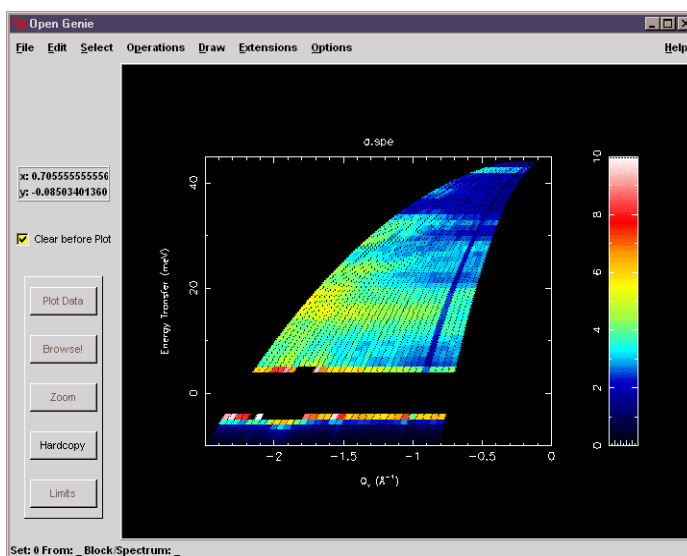 Open Genie
File Edit Select Operations Draw Extensions Options Help
x: 0.705555555556
y: -0.08503401360
Clear before Plot
Plot Data
Browse!
Zoom
Hardcopy
Limits
a.spe
Energy Transfer (meV)
40
20
0
-2 -1.5 -1 -0.5 0
Qᵥ (Å⁻¹)
10
8
6
4
2
0
Set: 0 From: _ Block/Spectrum: _